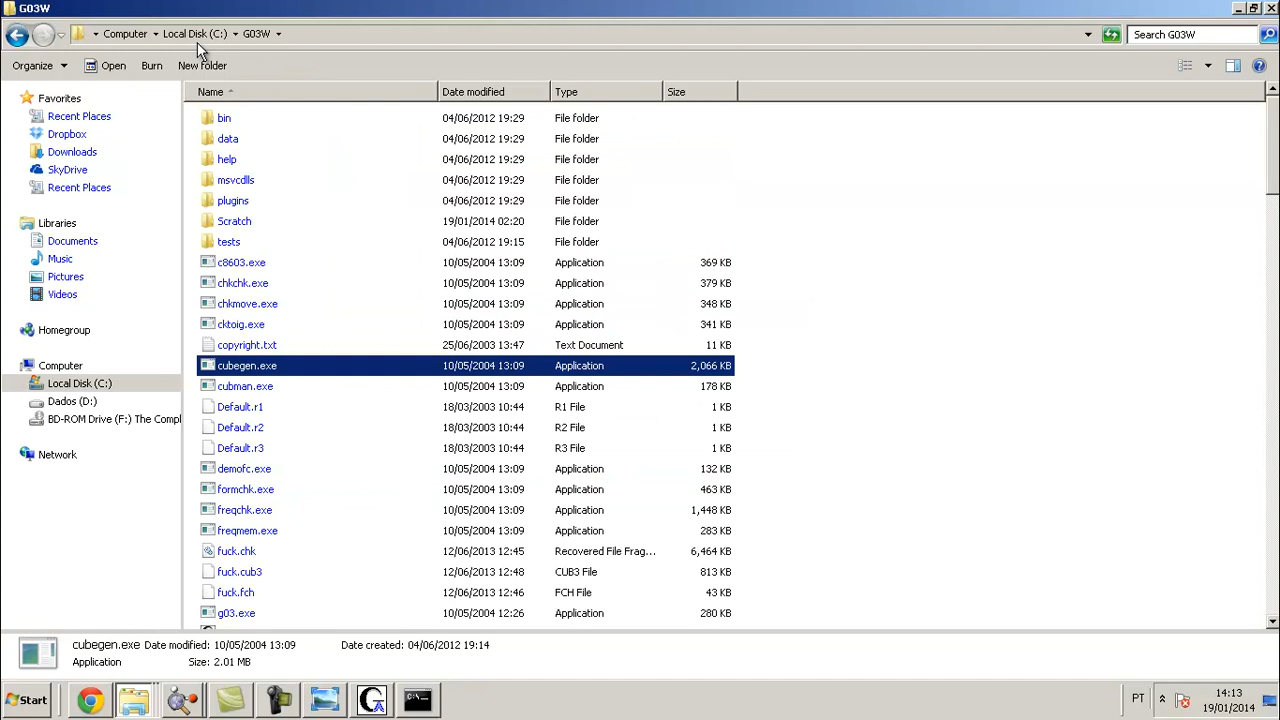 G03W
Computer Local Disk (C:) G03W Search G03W
Organize Open Burn New folder
Name Date modified Type Size
Favorites
Recent Places
Dropbox
Downloads
SkyDrive
Recent Places
Libraries
Documents
Music
Pictures
Videos
Homegroup
Computer
Local Disk (C:)
Dados (D:)
BD-ROM Drive (F:) The Compl
Network
bin 04/06/2012 19:29 File folder
data 04/06/2012 19:29 File folder
help 04/06/2012 19:29 File folder
msvcdlls 04/06/2012 19:29 File folder
plugins 04/06/2012 19:29 File folder
Scratch 19/01/2014 02:20 File folder
tests 04/06/2012 19:15 File folder
c8603.exe 10/05/2004 13:09 Application 369 KB
chkchk.exe 10/05/2004 13:09 Application 379 KB
chkmove.exe 10/05/2004 13:09 Application 348 KB
cktoig.exe 10/05/2004 13:09 Application 341 KB
copyright.txt 25/06/2003 13:47 Text Document 11 KB
cubegen.exe 10/05/2004 13:09 Application 2,066 KB
cubman.exe 10/05/2004 13:09 Application 178 KB
Default.r1 18/03/2003 10:44 R1 File 1 KB
Default.r2 18/03/2003 10:44 R2 File 1 KB
Default.r3 18/03/2003 10:44 R3 File 1 KB
demofc.exe 10/05/2004 13:09 Application 132 KB
formchk.exe 10/05/2004 13:09 Application 463 KB
freqchk.exe 10/05/2004 13:09 Application 1,448 KB
freqmem.exe 10/05/2004 13:09 Application 283 KB
fuck.chk 12/06/2013 12:45 Recovered File Frag... 6,464 KB
fuck.cub3 12/06/2013 12:48 CUB3 File 813 KB
fuck.fch 12/06/2013 12:46 FCH File 43 KB
g03.exe 10/05/2004 12:26 Application 280 KB
cubegen.exe Date modified: 10/05/2004 13:09 Date created: 04/06/2012 19:14
Application Size: 2.01 MB
Start PT 14:13
19/01/2014